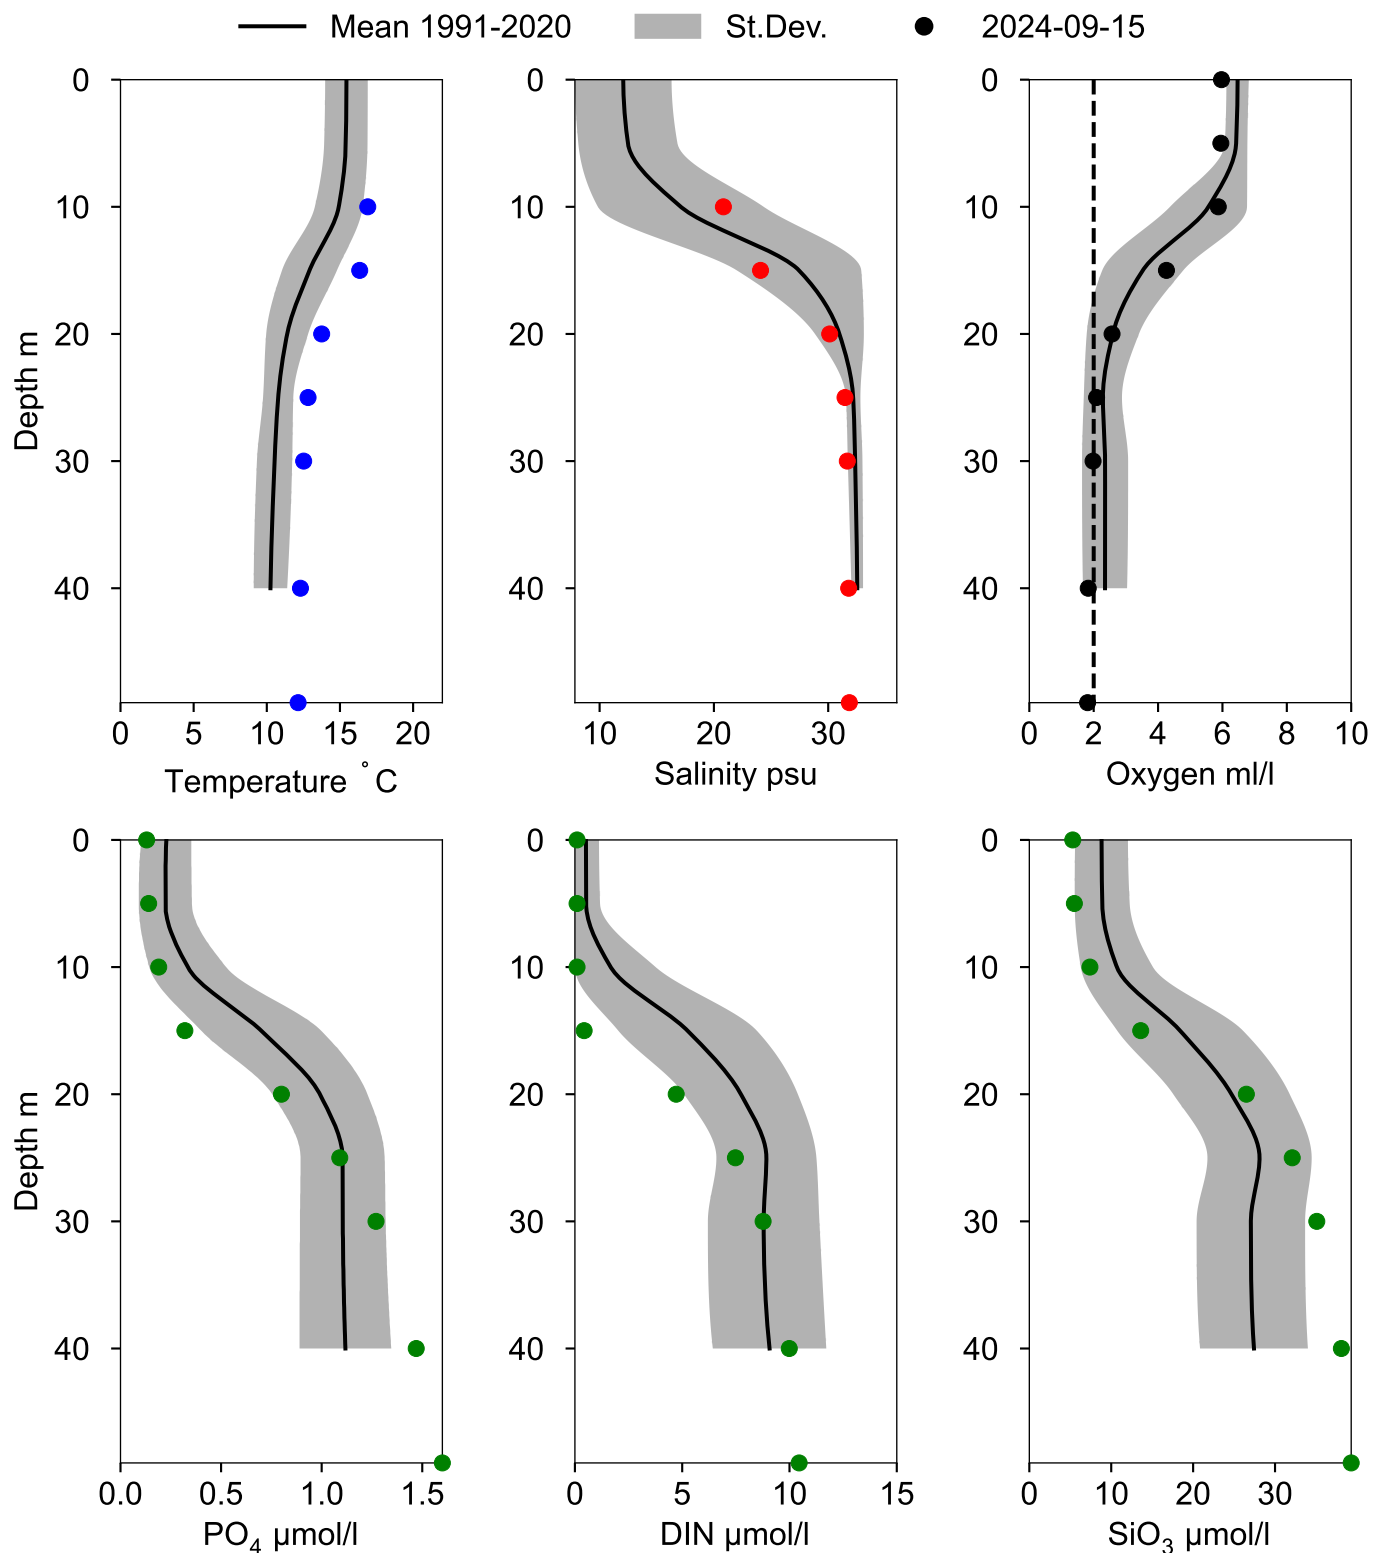 Mean 1991-2020 St.Dev. 2024-09-15
0 0 0
10 10 10
20 20 20
30 30 30
40 40 40
Depth m
0 5 10 15 20 10 20 30 0 2 4 6 8 10
Temperature °C Salinity psu Oxygen ml/l
0 0 0
10 10 10
20 20 20
30 30 30
40 40 40
Depth m
0.0 0.5 1.0 1.5 0 5 10 15 0 10 20 30
PO₄ µmol/l DIN µmol/l SiO₃ µmol/l